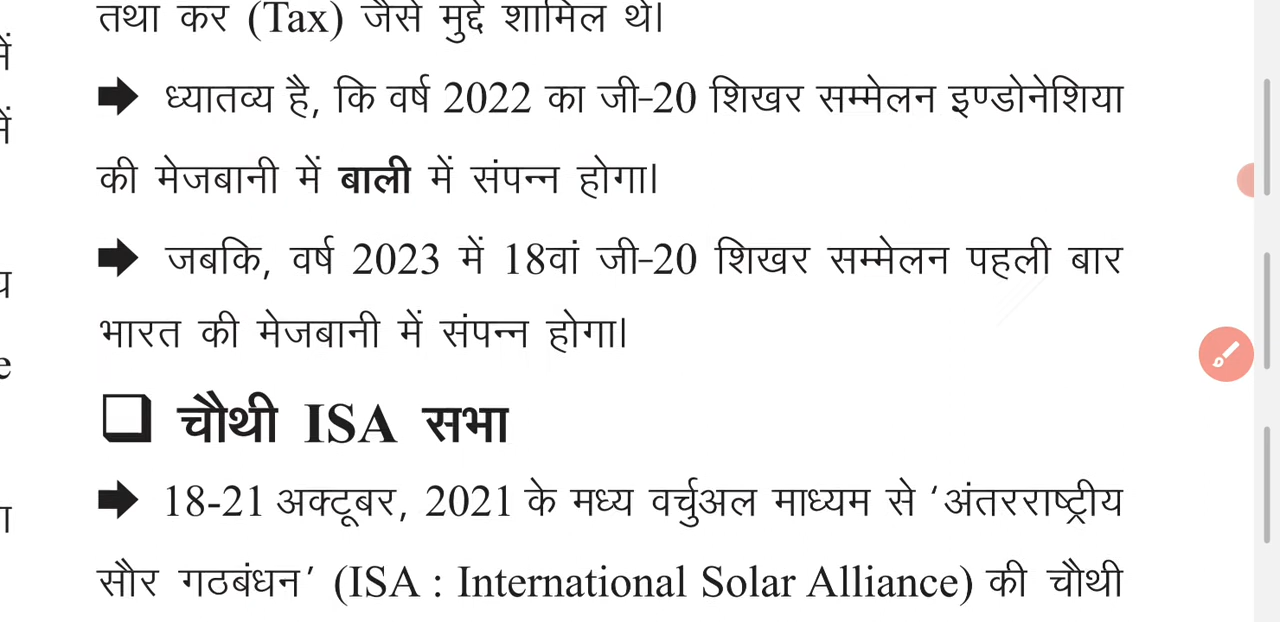 तथा कर (Tax) जैसे मुद्दे शामिल थे।
➡ ध्यातव्य है, कि वर्ष 2022 का जी-20 शिखर सम्मेलन इण्डोनेशिया
की मेजबानी में बाली में संपन्न होगा।
➡ जबकि, वर्ष 2023 में 18वां जी-20 शिखर सम्मेलन पहली बार
भारत की मेजबानी में संपन्न होगा।
❑ चौथी ISA सभा
➡ 18-21 अक्टूबर, 2021 के मध्य वर्चुअल माध्यम से ‘अंतरराष्ट्रीय
सौर गठबंधन’ (ISA : International Solar Alliance) की चौथी